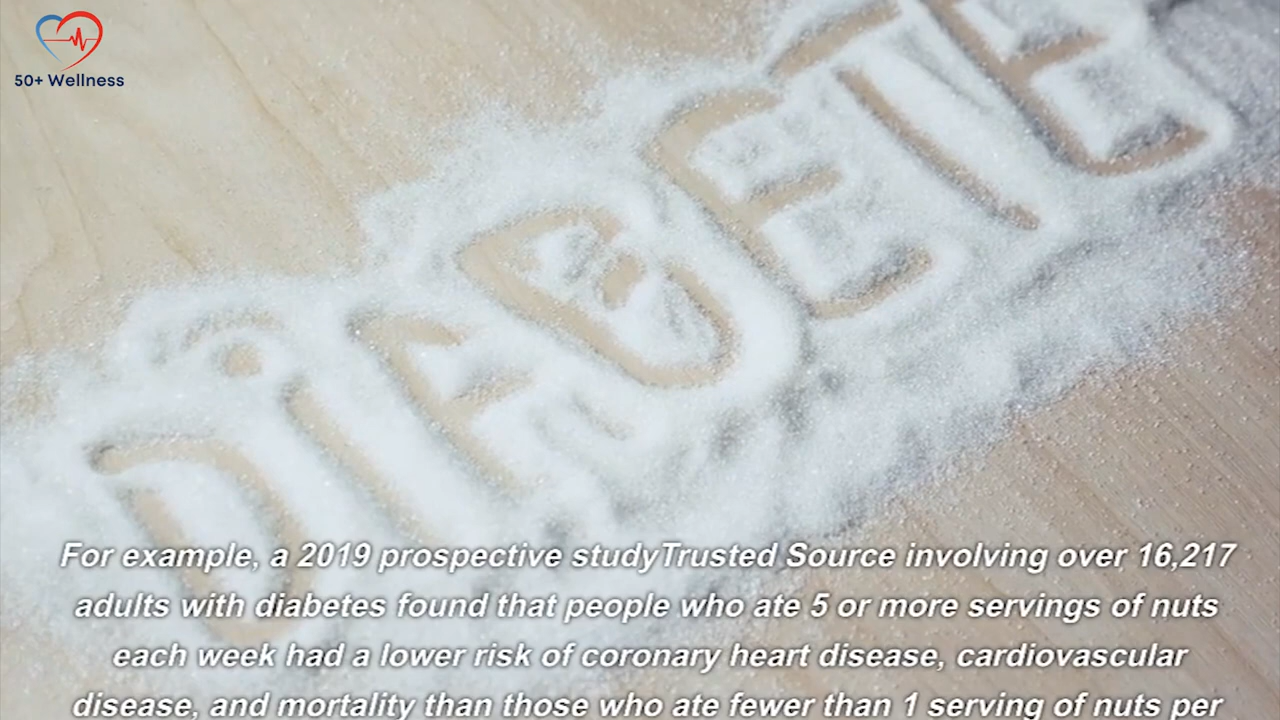 50+ Wellness
DiABETE
For example, a 2019 prospective studyTrusted Source involving over 16,217
adults with diabetes found that people who ate 5 or more servings of nuts
each week had a lower risk of coronary heart disease, cardiovascular
disease, and mortality than those who ate fewer than 1 serving of nuts per